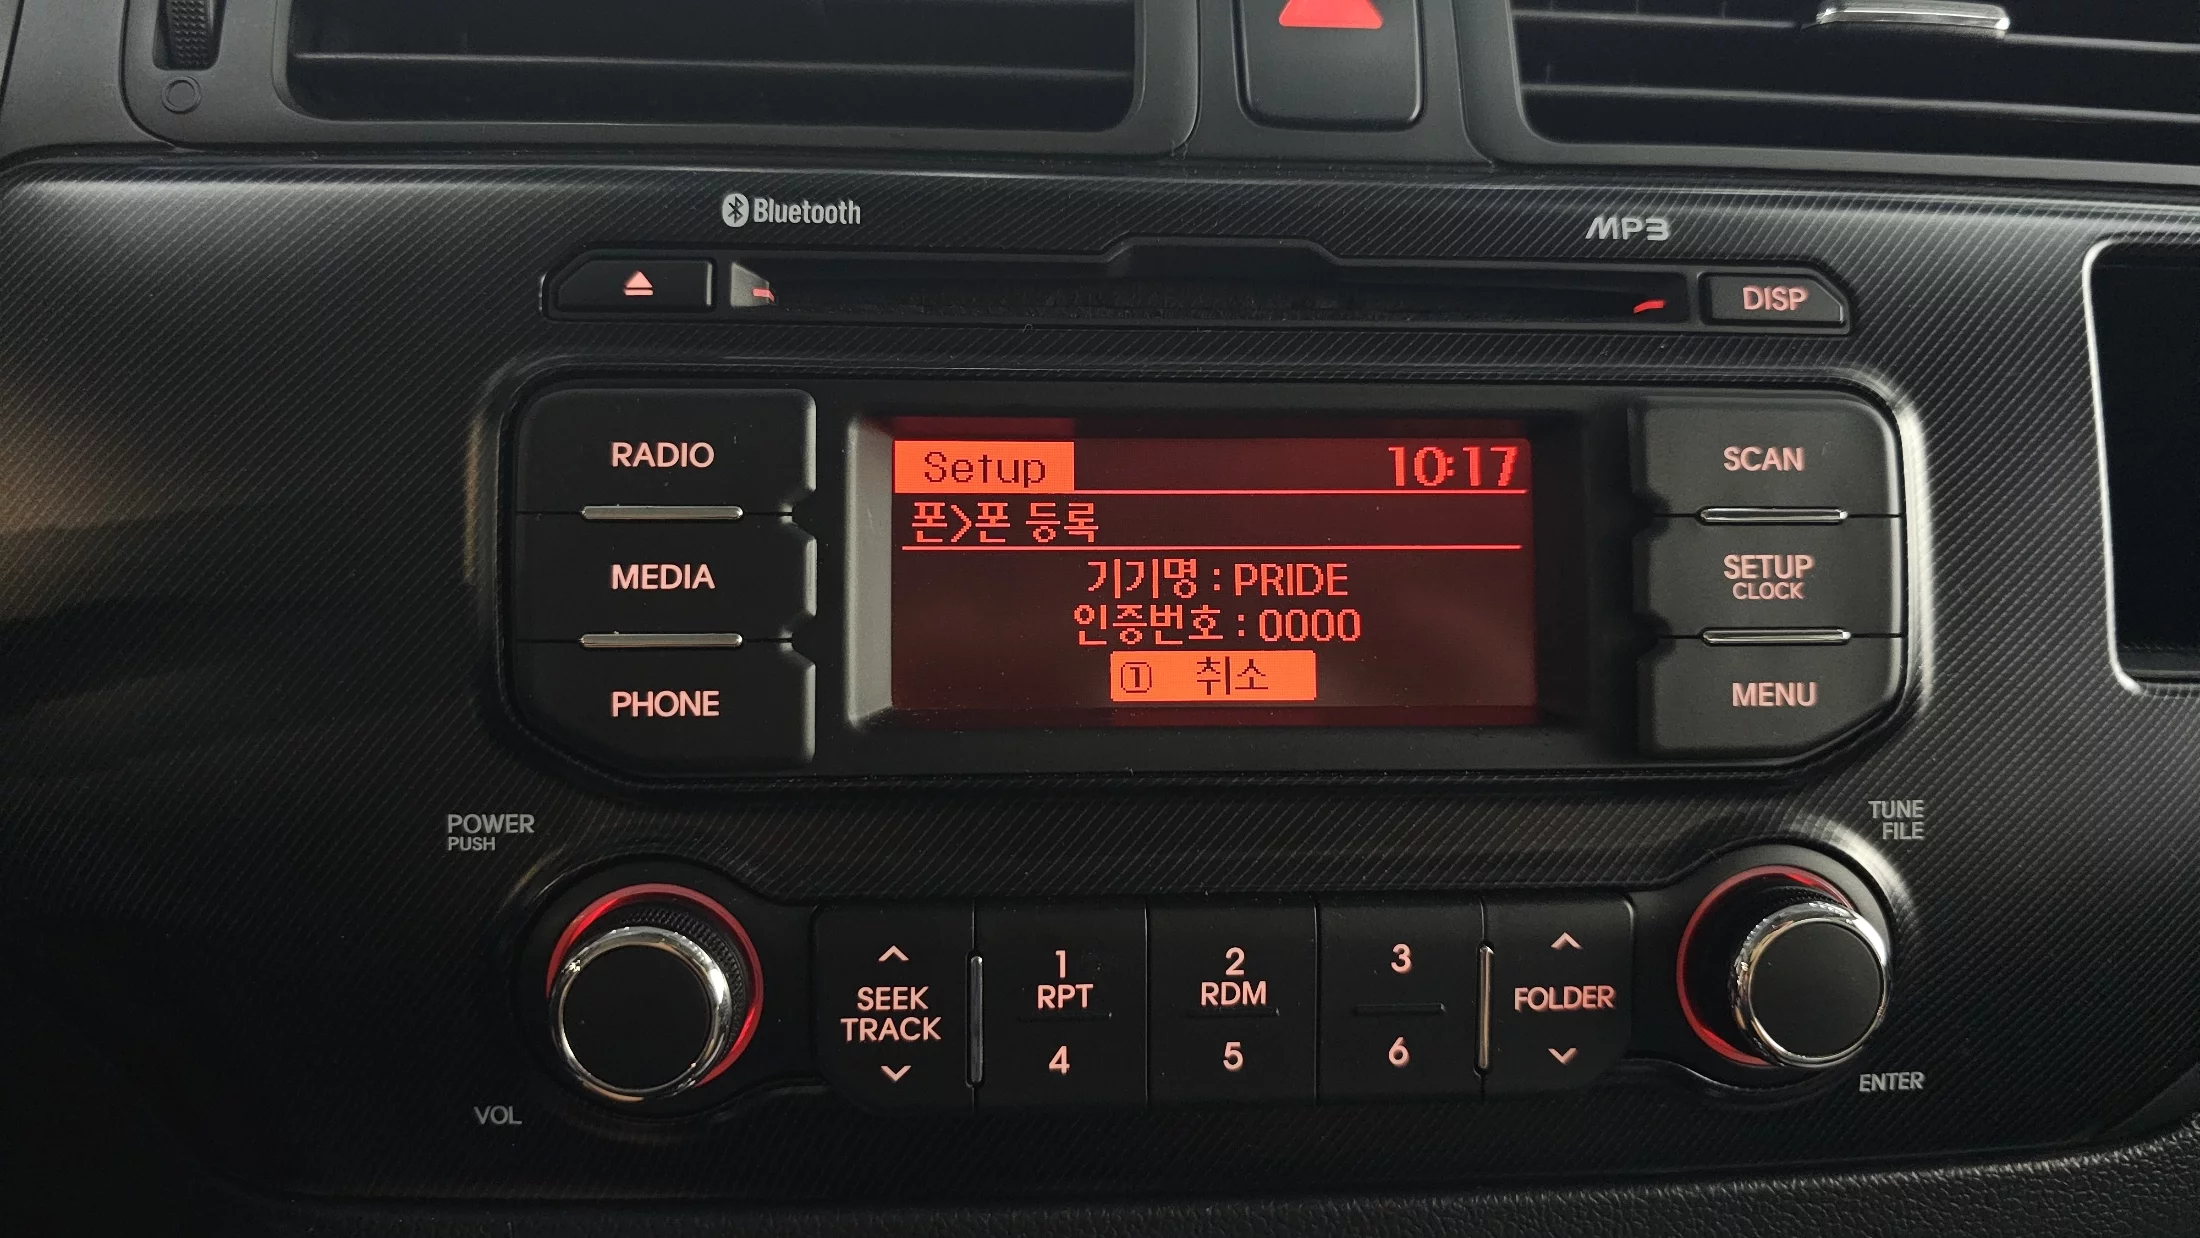 Bluetooth
MP3
DISP
RADIO
MEDIA
PHONE
Setup 10:17
폰>폰 등록
기기명 : PRIDE
인증번호 : 0000
① 취소
SCAN
SETUP
CLOCK
MENU
POWER
PUSH
VOL
SEEK
TRACK
1
RPT
4
2
RDM
5
3
6
FOLDER
TUNE
FILE
ENTER